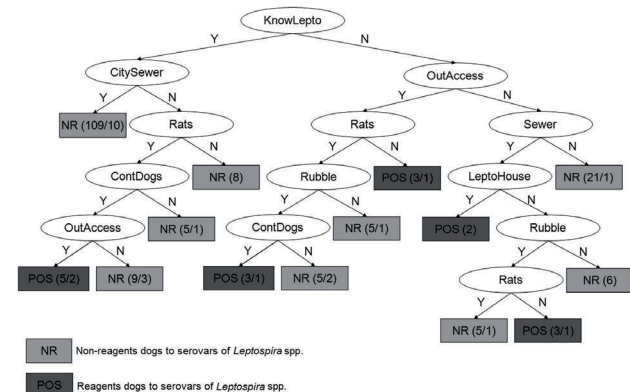 KnowLepto
Y N
CitySewer OutAccess
Y N Y N
NR (109/10) Rats Rats Sewer
Y N Y N Y N
ContDogs NR (8) Rubble POS (3/1) LeptoHouse NR (21/1)
Y N Y N Y N
OutAccess NR (5/1) ContDogs NR (5/1) POS (2) Rubble
Y N Y N Y N
POS (5/2) NR (9/3) POS (3/1) NR (5/2) Rats NR (6)
Y N
NR (5/1) POS (3/1)
NR Non-reagents dogs to serovars of Leptospira spp.
POS Reagents dogs to serovars of Leptospira spp.